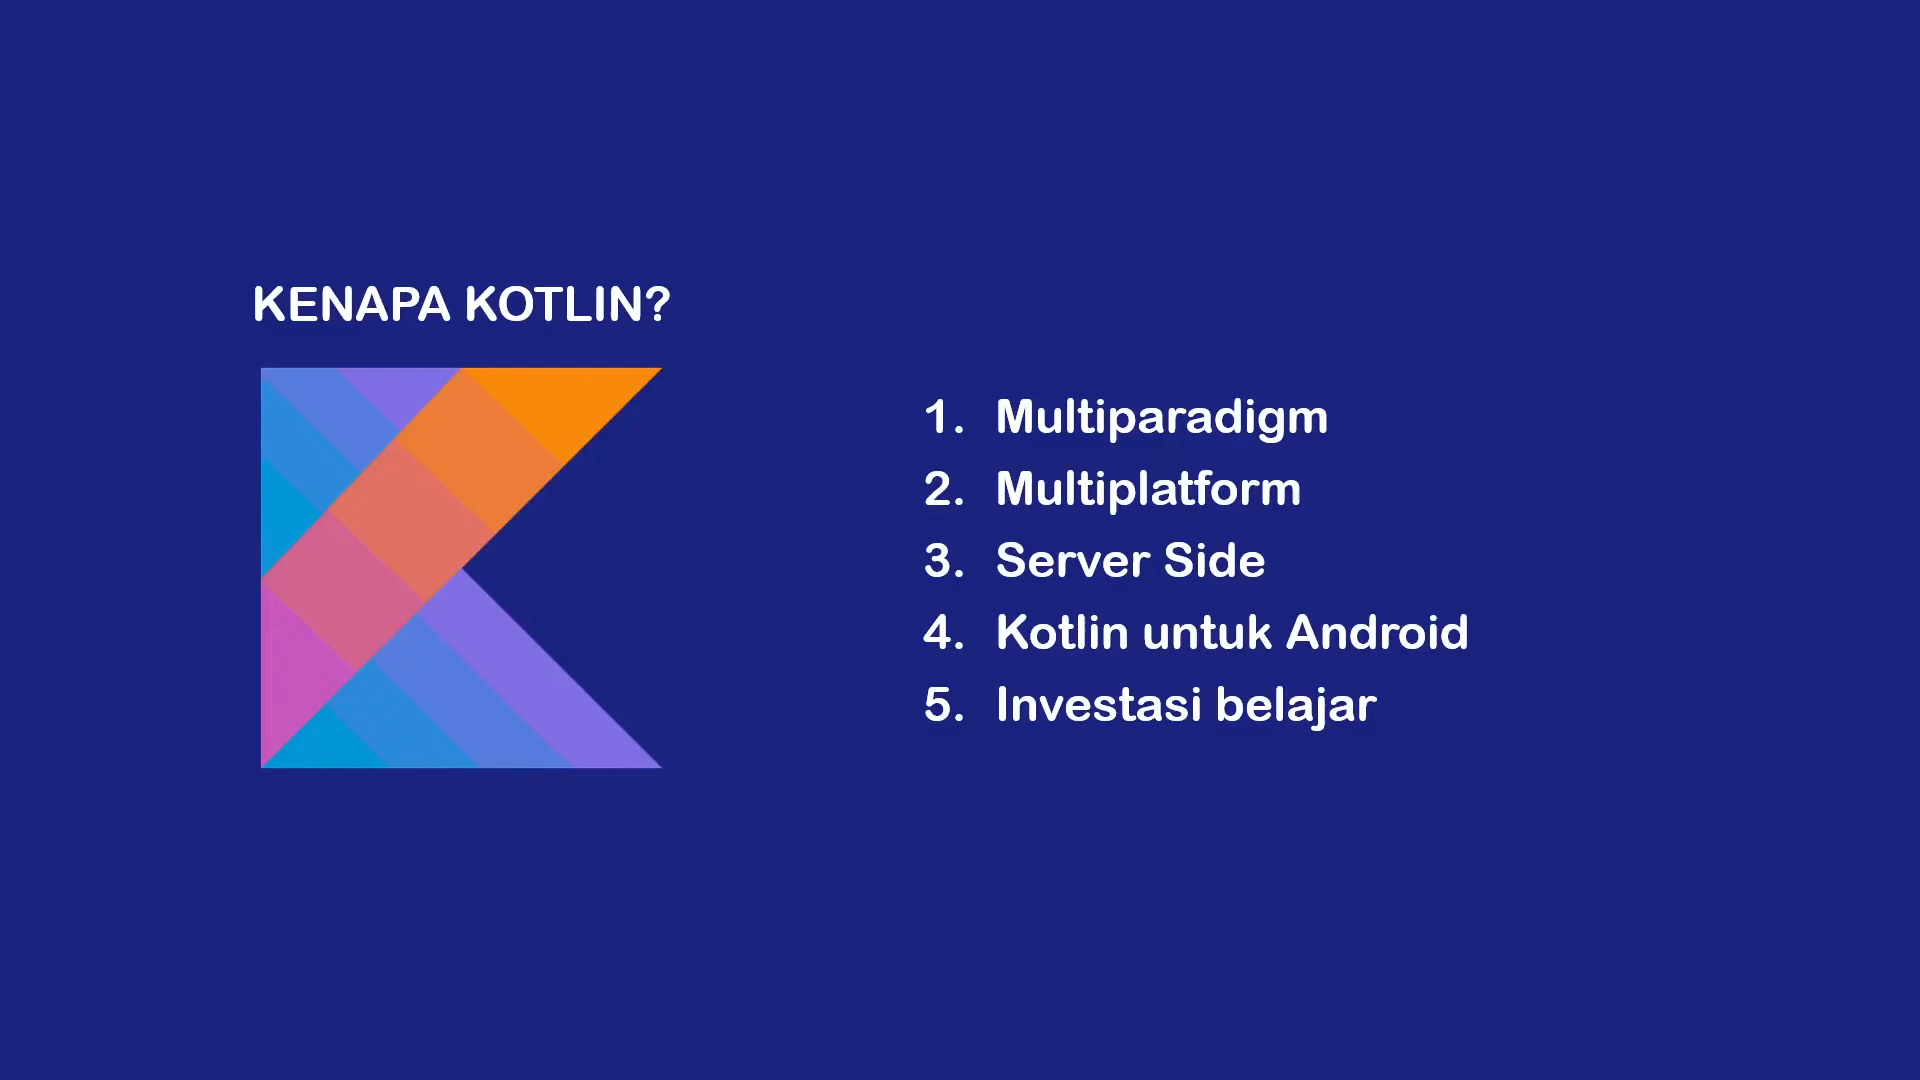 KENAPA KOTLIN?
1. Multiparadigm
2. Multiplatform
3. Server Side
4. Kotlin untuk Android
5. Investasi belajar